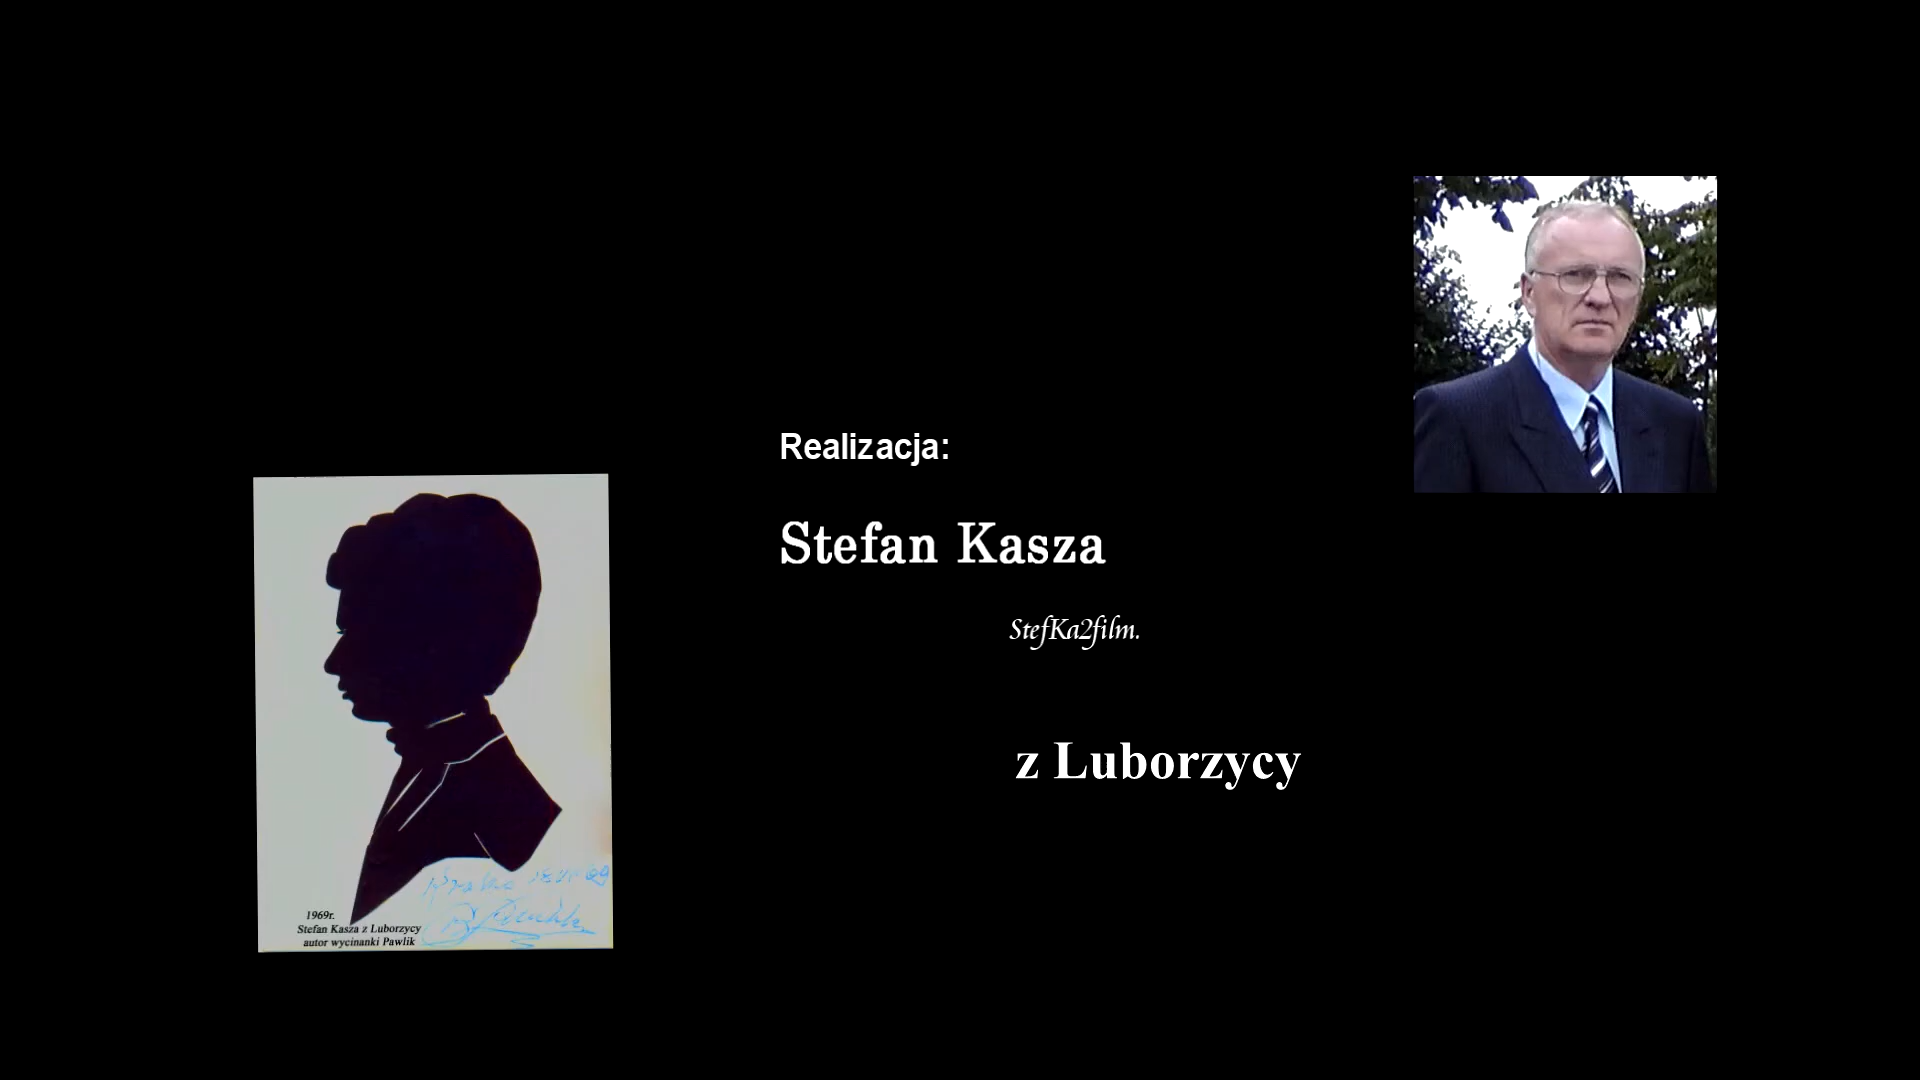 Realizacja:
Stefan Kasza
StefKa2film.
z Luborzycy
1969r.
Stefan Kasza z Luborzycy
autor wycinanki Pawlik